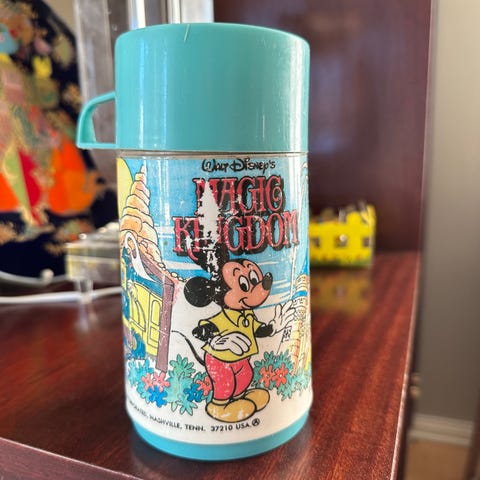 Walt Disney's
MAGIC
KINGDOM
NASHVILLE, TENN. 37210 U.S.A.